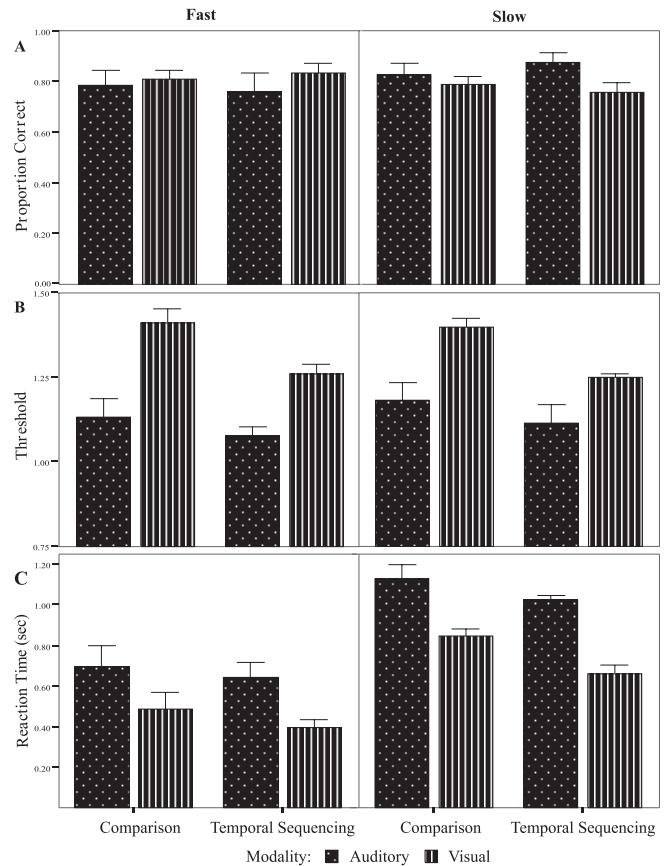 Fast Slow
A
Proportion Correct
1.00
0.80
0.60
0.40
0.20
0.00
B
Threshold
1.50
1.25
1.00
0.75
C
Reaction Time (sec)
1.20
1.00
0.80
0.60
0.40
0.20
Comparison Temporal Sequencing Comparison Temporal Sequencing
Modality: Auditory Visual